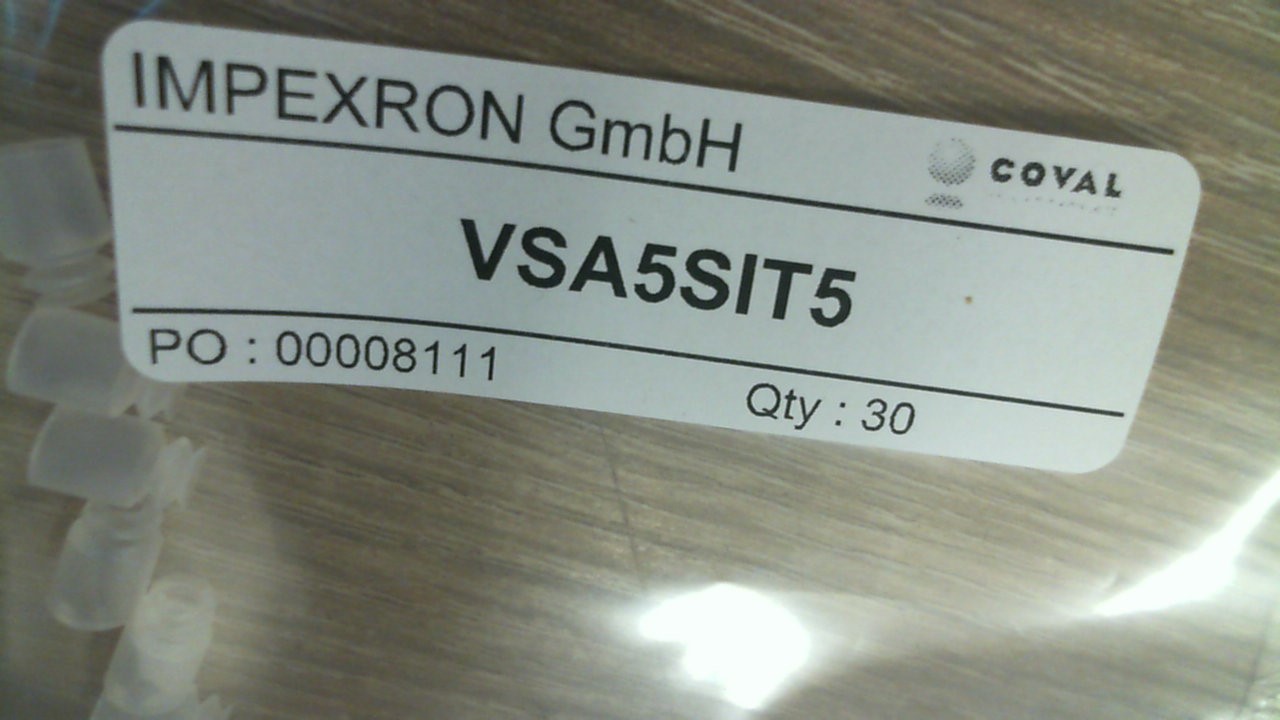 IMPEXRON GmbH
COVAL
VSA5SIT5
PO : 00008111
Qty : 30